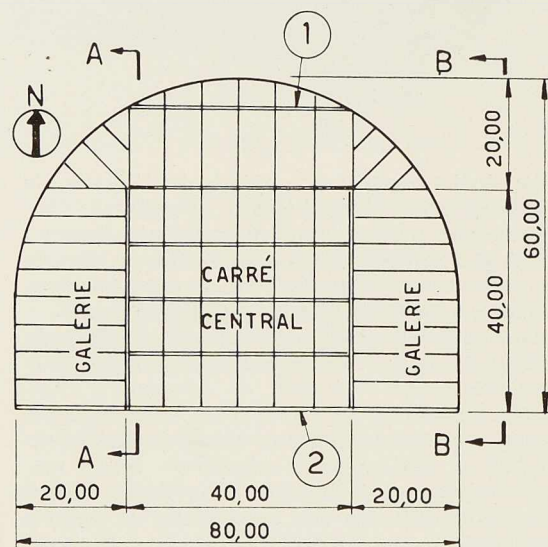 1
A
B
N
20,00
60,00
CARRÉ
CENTRAL
GALERIE
GALERIE
40,00
A
B
2
20,00
40,00
20,00
80,00